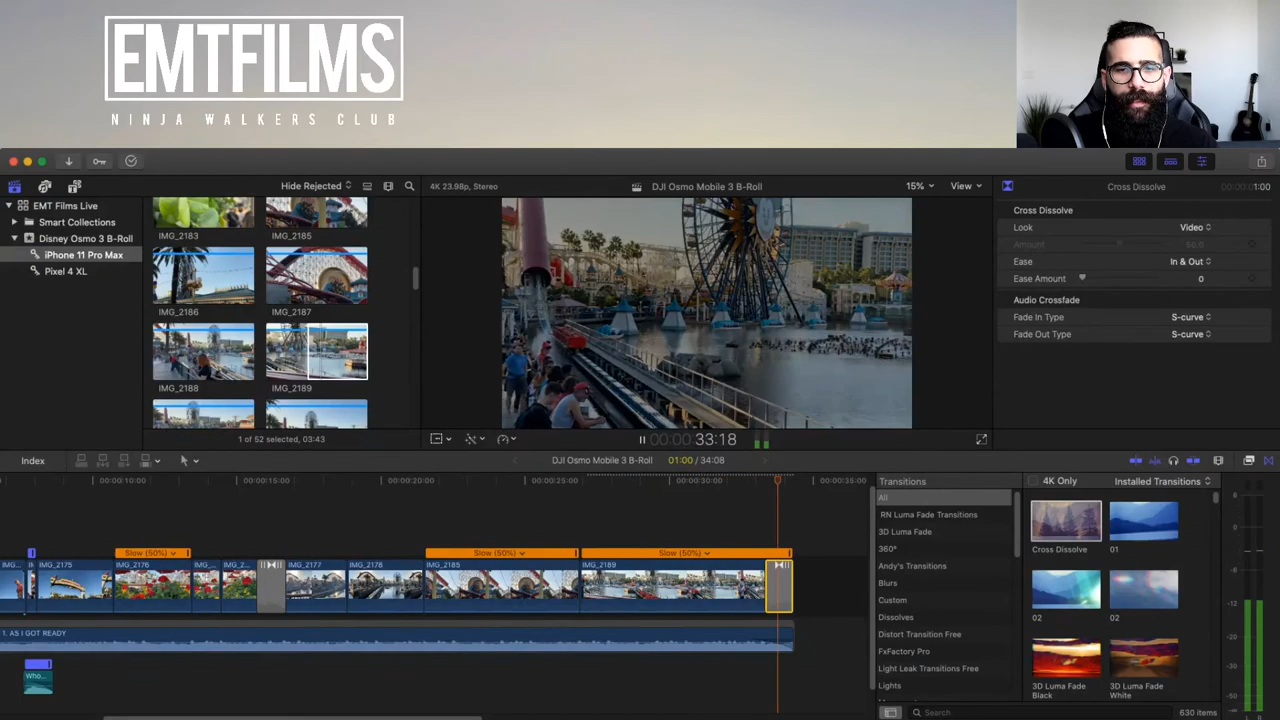 EMTFILMS
NINJA WALKERS CLUB
Hide Rejected
4K 23.98p, Stereo
DJI Osmo Mobile 3 B-Roll
15%
View
Cross Dissolve
1:00
EMT Films Live
Smart Collections
Disney Osmo 3 B-Roll
iPhone 11 Pro Max
Pixel 4 XL
IMG_2183
IMG_2185
IMG_2186
IMG_2187
IMG_2188
IMG_2189
1 of 52 selected, 03:43
00:00:00 33:18
Cross Dissolve
Look
Video
Amount
Ease
In & Out
Ease Amount
0
Audio Crossfade
Fade In Type
S-curve
Fade Out Type
S-curve
Index
DJI Osmo Mobile 3 B-Roll
01:00 / 34:08
00:00:10:00
00:00:15:00
00:00:20:00
00:00:25:00
00:00:30:00
00:00:35:00
Slow (50%)
Slow (50%)
Slow (50%)
IMG...
IMG_2175
IMG_2176
IMG_...
IMG_2...
IMG_2177
IMG_2178
IMG_2185
IMG_2189
1. AS I GOT READY
Who...
Transitions
4K Only
Installed Transitions
All
RN Luma Fade Transitions
3D Luma Fade
360°
Andy's Transitions
Blurs
Custom
Dissolves
Distort Transition Free
FxFactory Pro
Light Leak Transitions Free
Lights
Cross Dissolve
01
02
02
3D Luma Fade Black
3D Luma Fade White
Search
630 items
6
0
-6
-12
-20
-30
-50